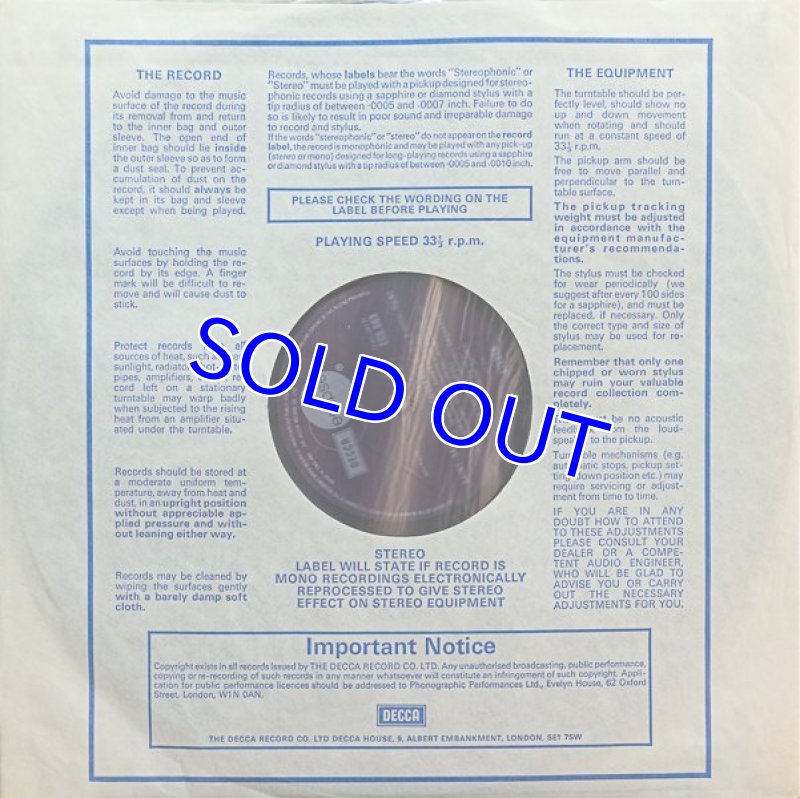 THE RECORD
Avoid damage to the music
surface of the record during
its removal from and return
to the inner bag and outer
sleeve. The open end of
inner bag should lie inside
the outer sleeve so as to form
a dust seal. To prevent ac-
cumulation of dust on the
record, it should always be
kept in its bag and sleeve
except when being played.
Avoid touching the music
surfaces by holding the re-
cord by its edge. A finger
mark will be difficult to re-
move and will cause dust to
stick.
Protect records all
sources of heat, such
sunlight, radiato
pipes, amplifiers, re-
cord left on a stationary
turntable may warp badly
when subjected to the rising
heat from an amplifier situ-
ated under the turntable.
Records should be stored at
a moderate uniform tem-
perature, away from heat and
dust, in an upright position
without appreciable ap-
plied pressure and with-
out leaning either way.
Records may be cleaned by
wiping the surfaces gently
with a barely damp soft
cloth.
Records, whose labels bear the words "Stereophonic" or
"Stereo" must be played with a pickup designed for stereo-
phonic records using a sapphire or diamond stylus with a
tip radius of between ·0005 and ·0007 inch. Failure to do
so is likely to result in poor sound and irreparable damage
to record and stylus.
If the words "stereophonic" or "stereo" do not appear on the record
label, the record is monophonic and may be played with any pick-up
(stereo or mono) designed for long-playing records using a sapphire
or diamond stylus with a tip radius of between ·0005 and ·0010 inch.
PLEASE CHECK THE WORDING ON THE
LABEL BEFORE PLAYING
PLAYING SPEED 33⅓ r.p.m.
SOLD OUT
STEREO
LABEL WILL STATE IF RECORD IS
MONO RECORDINGS ELECTRONICALLY
REPROCESSED TO GIVE STEREO
EFFECT ON STEREO EQUIPMENT
THE EQUIPMENT
The turntable should be per-
fectly level, should show no
up and down movement
when rotating and should
run at a constant speed of
33⅓ r.p.m.
The pickup arm should be
free to move parallel and
perpendicular to the turn-
table surface.
The pickup tracking
weight must be adjusted
in accordance with the
equipment manufac-
turer's recommenda-
tions.
The stylus must be checked
for wear periodically (we
suggest after every 100 sides
for a sapphire), and must be
replaced, if necessary. Only
the correct type and size of
stylus may be used for re-
placement.
Remember that only one
chipped or worn stylus
may ruin your valuable
record collection com-
pletely.
be no acoustic
from the loud-
to the pickup.
Turntable mechanisms (e.g.
automatic stops, pickup set-
ting down position etc.) may
require servicing or adjust-
ment from time to time.
IF YOU ARE IN ANY
DOUBT HOW TO ATTEND
TO THESE ADJUSTMENTS
PLEASE CONSULT YOUR
DEALER OR A COMPE-
TENT AUDIO ENGINEER,
WHO WILL BE GLAD TO
ADVISE YOU OR CARRY
OUT THE NECESSARY
ADJUSTMENTS FOR YOU.
Important Notice
Copyright exists in all records issued by THE DECCA RECORD CO. LTD. Any unauthorised broadcasting, public performance,
copying or re-recording of such records in any manner whatsoever will constitute an infringement of such copyright. Appli-
cation for public performance licences should be addressed to Phonographic Performances Ltd., Evelyn House, 62 Oxford
Street, London, W1N 0AN.
DECCA
THE DECCA RECORD CO. LTD DECCA HOUSE, 9, ALBERT EMBANKMENT, LONDON, SE1 7SW